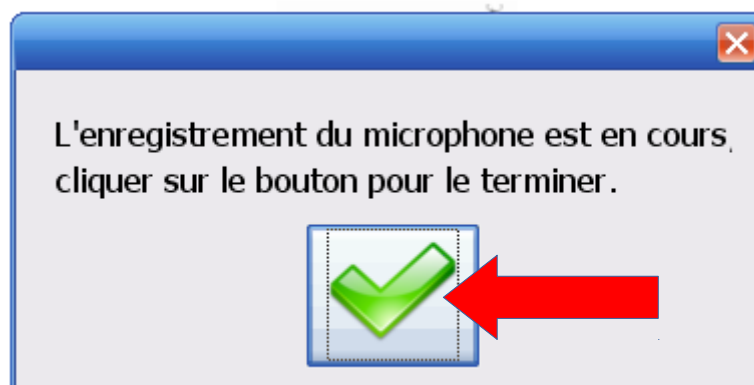 L'enregistrement du microphone est en cours,
cliquer sur le bouton pour le terminer.